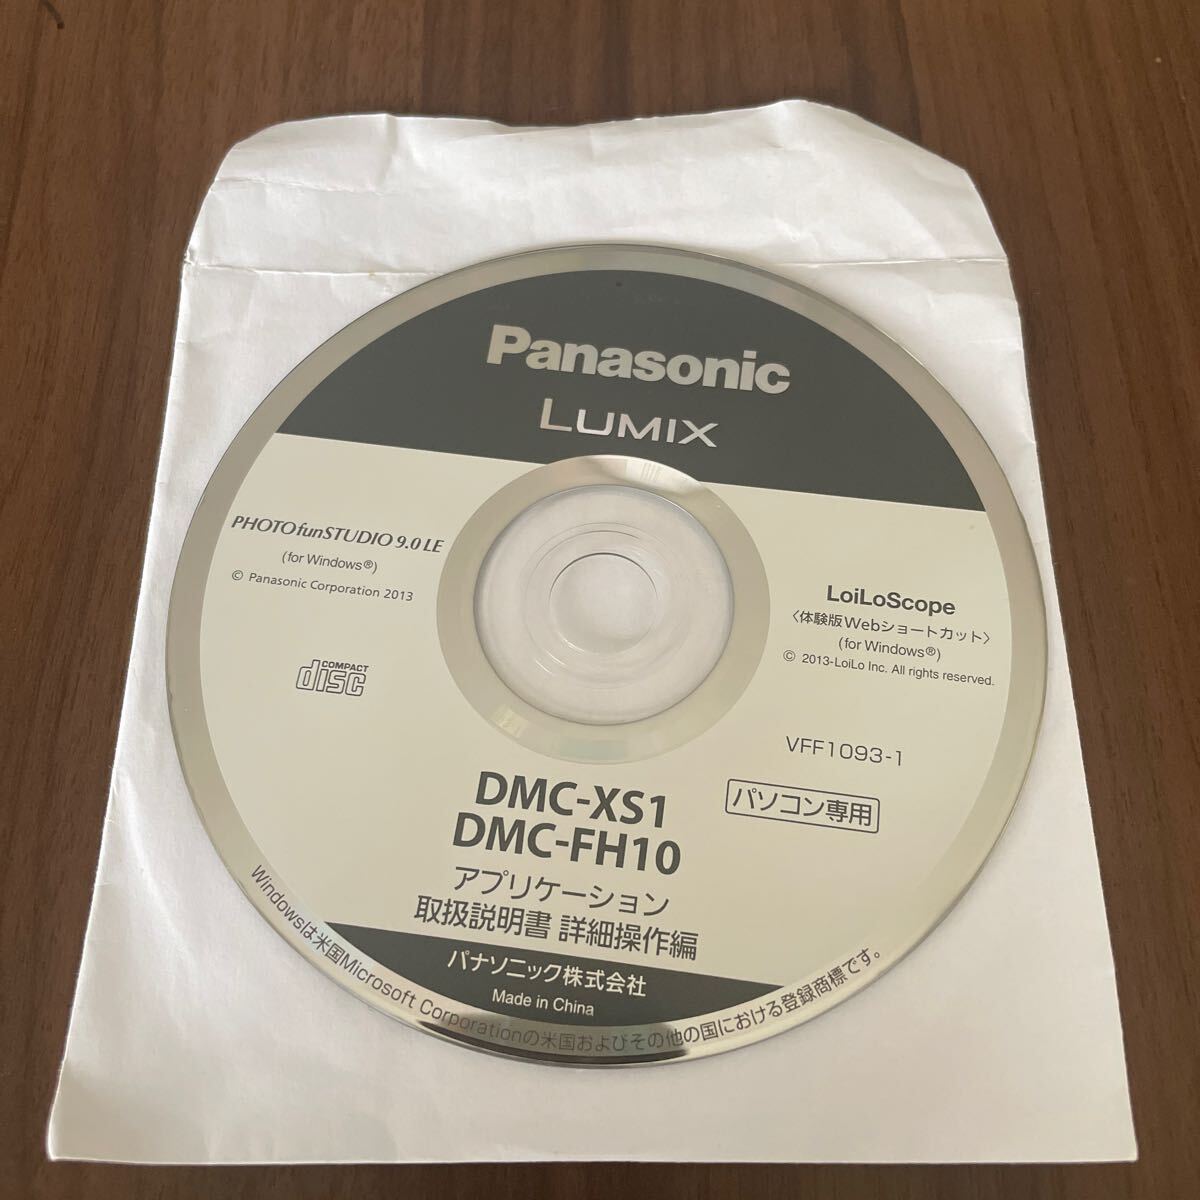 Panasonic
LUMIX
PHOTOfunSTUDIO 9.0 LE
(for Windows®)
© Panasonic Corporation 2013
COMPACT
disc
LoiLoScope
〈体験版Webショートカット〉
(for Windows®)
© 2013-LoiLo Inc. All rights reserved.
VFF1093-1
パソコン専用
DMC-XS1
DMC-FH10
アプリケーション
取扱説明書 詳細操作編
パナソニック株式会社
Made in China
Windowsは米国Microsoft Corporationの米国およびその他の国における登録商標です。